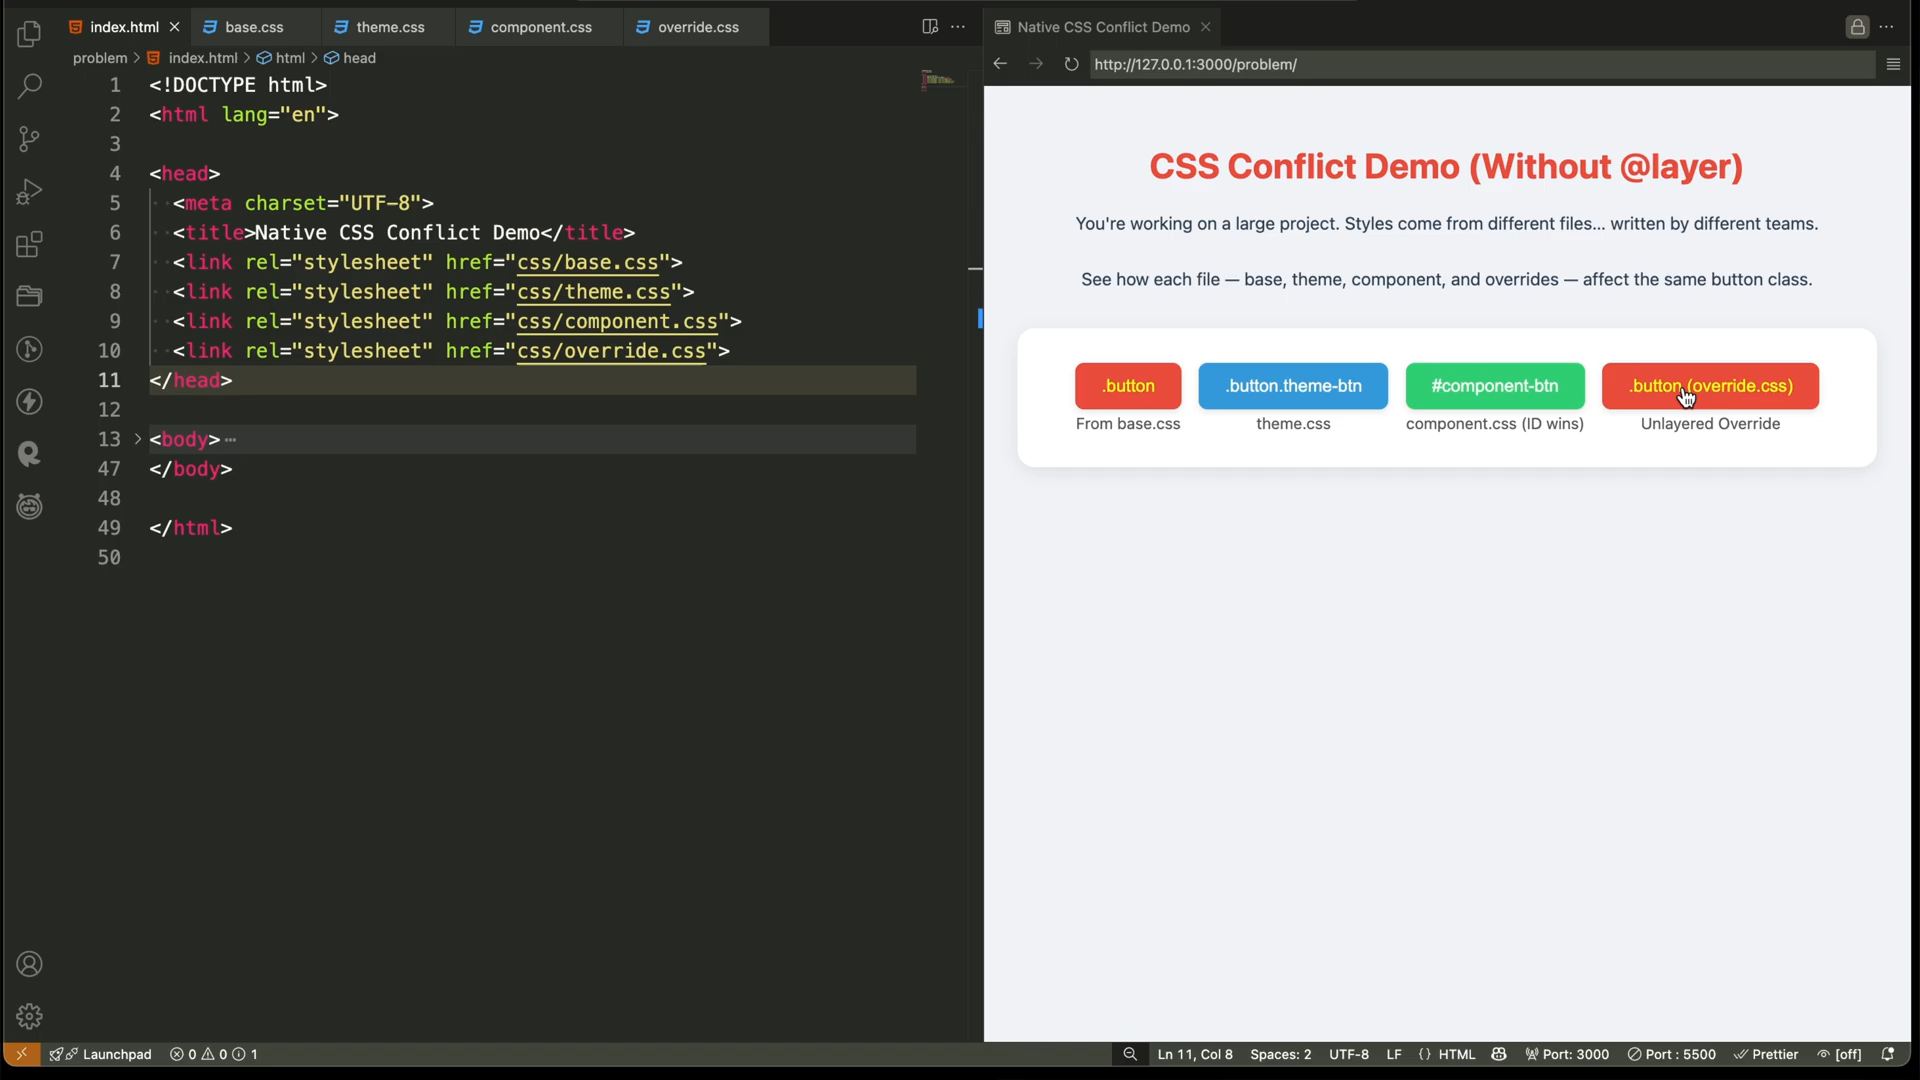 index.html
base.css
theme.css
component.css
override.css
problem > index.html > html > head
1 <!DOCTYPE html>
2 <html lang="en">
3
4 <head>
5 <meta charset="UTF-8">
6 <title>Native CSS Conflict Demo</title>
7 <link rel="stylesheet" href="css/base.css">
8 <link rel="stylesheet" href="css/theme.css">
9 <link rel="stylesheet" href="css/component.css">
10 <link rel="stylesheet" href="css/override.css">
11 </head>
12
13 <body> ⋯
47 </body>
48
49 </html>
50
Native CSS Conflict Demo
http://127.0.0.1:3000/problem/
CSS Conflict Demo (Without @layer)
You're working on a large project. Styles come from different files... written by different teams.
See how each file — base, theme, component, and overrides — affect the same button class.
.button
.button.theme-btn
#component-btn
.button (override.css)
From base.css
theme.css
component.css (ID wins)
Unlayered Override
Launchpad 0 0 1
Ln 11, Col 8 Spaces: 2 UTF-8 LF {} HTML Port: 3000 Port : 5500 Prettier [off]